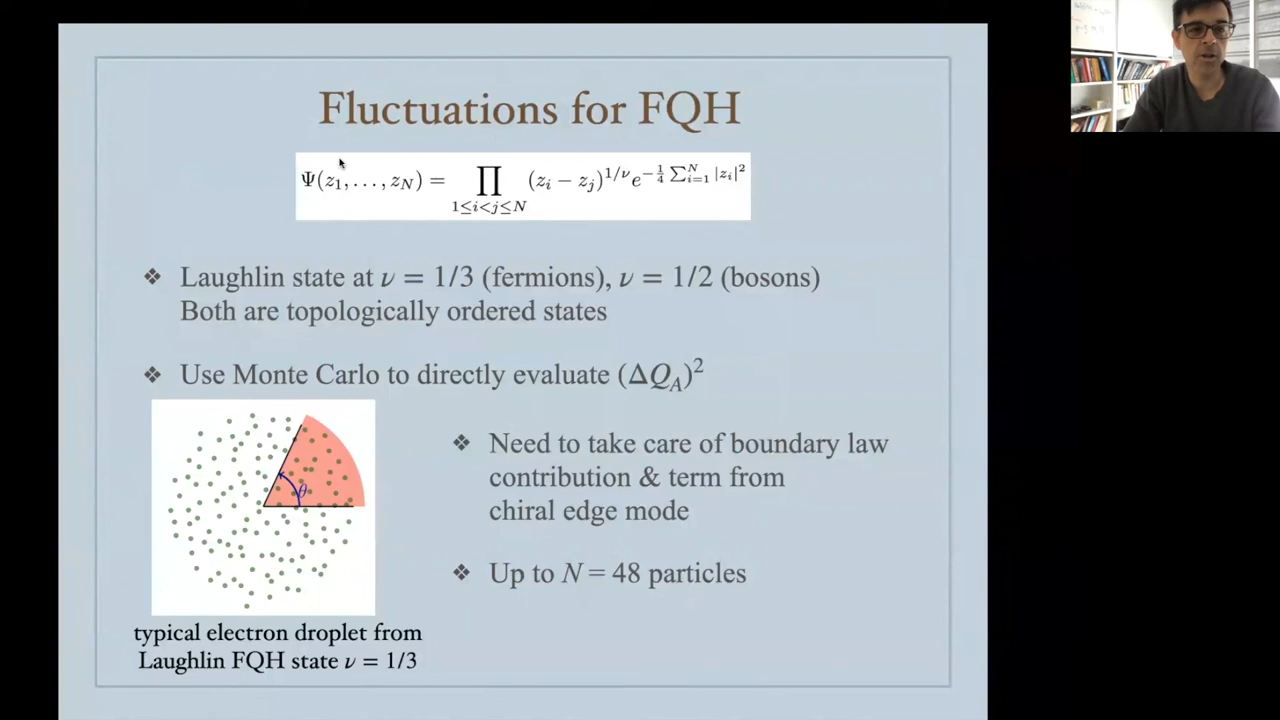 Fluctuations for FQH
Ψ(z₁, . . . , z_N) = ∏_{1≤i<j≤N} (z_i − z_j)^{1/ν} e^{−¼ ∑_{i=1}^{N} |z_i|²}
❖ Laughlin state at ν = 1/3 (fermions), ν = 1/2 (bosons)
Both are topologically ordered states
❖ Use Monte Carlo to directly evaluate (ΔQ_A)²
θ
❖ Need to take care of boundary law
contribution & term from
chiral edge mode
❖ Up to N = 48 particles
typical electron droplet from
Laughlin FQH state ν = 1/3